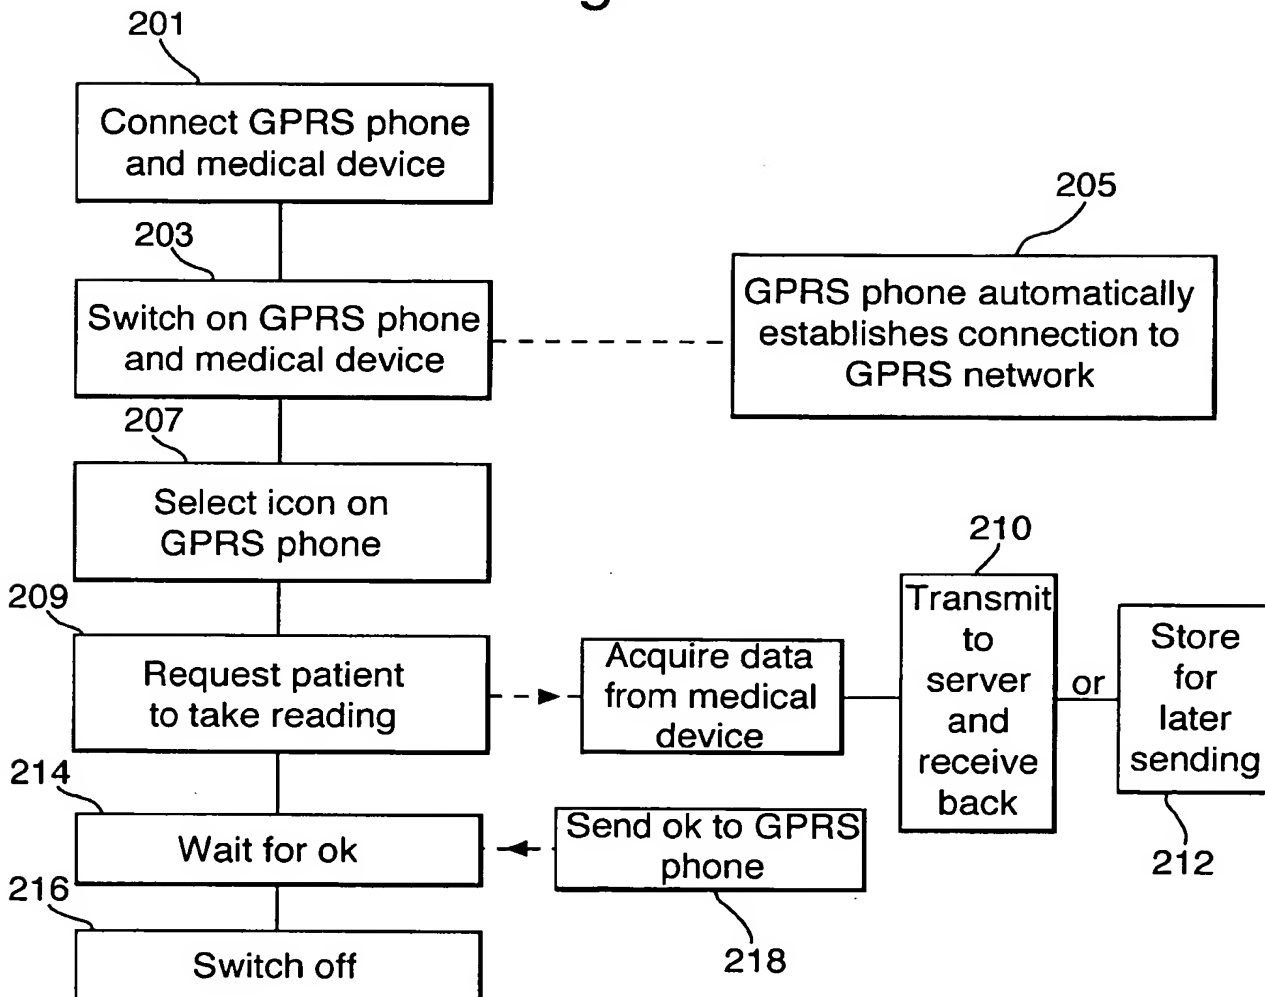 201
Connect GPRS phone
and medical device
203
Switch on GPRS phone
and medical device
205
GPRS phone automatically
establishes connection to
GPRS network
207
Select icon on
GPRS phone
209
Request patient
to take reading
Acquire data
from medical
device
210
Transmit
to
server
and
receive
back
or
Store
for
later
sending
212
214
Wait for ok
Send ok to GPRS
phone
218
216
Switch off